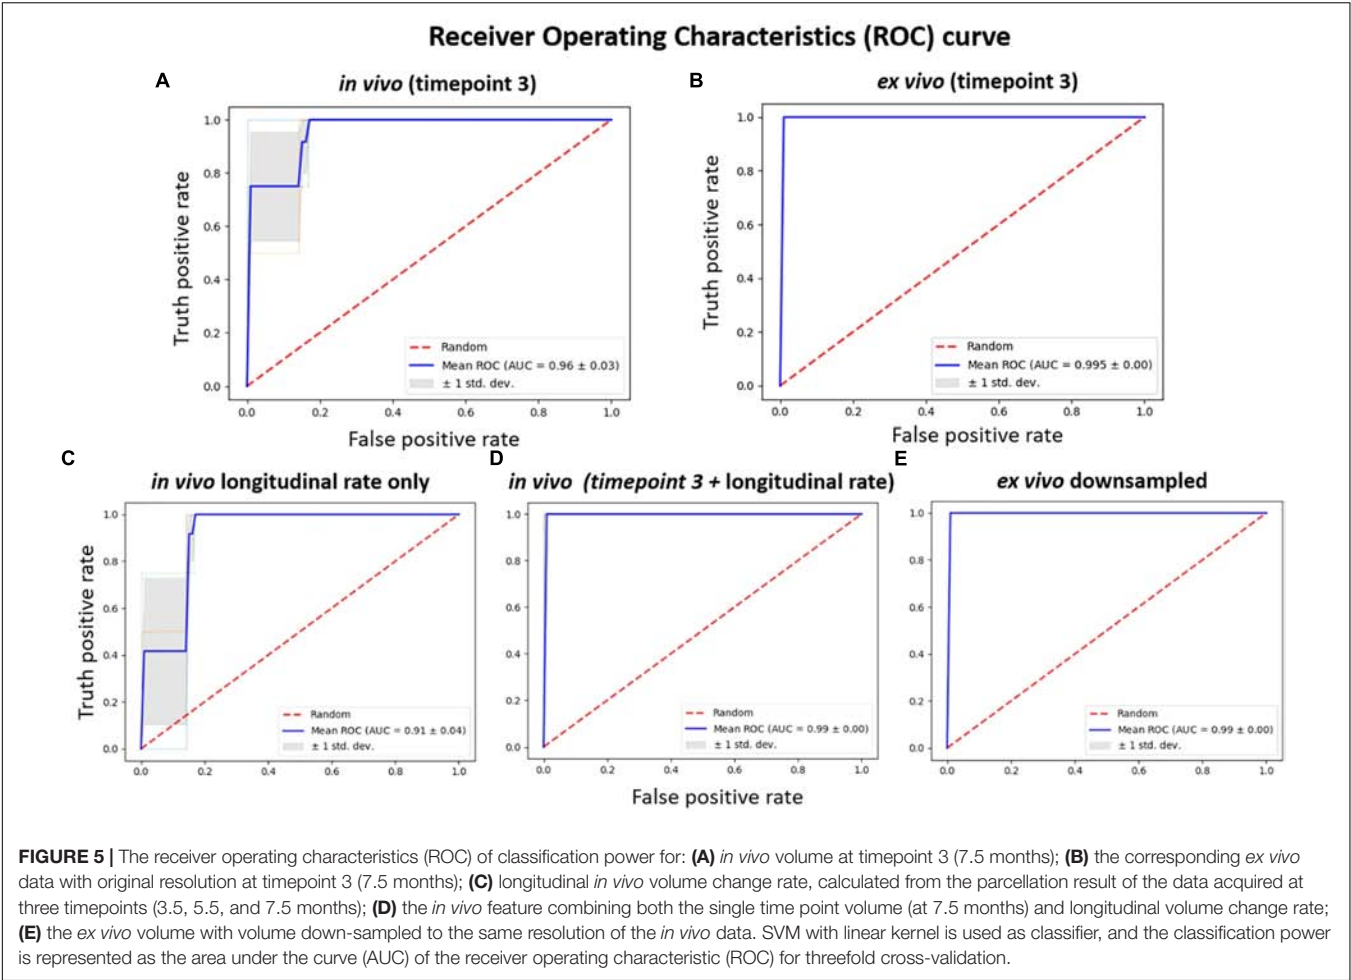 Receiver Operating Characteristics (ROC) curve
A
in vivo (timepoint 3)
1.0
0.8
0.6
0.4
0.2
0.0
Truth positive rate
Random
Mean ROC (AUC = 0.96 ± 0.03)
± 1 std. dev.
0.0 0.2 0.4 0.6 0.8 1.0
False positive rate
B
ex vivo (timepoint 3)
1.0
0.8
0.6
0.4
0.2
0.0
Truth positive rate
Random
Mean ROC (AUC = 0.995 ± 0.00)
± 1 std. dev.
0.0 0.2 0.4 0.6 0.8 1.0
False positive rate
C
in vivo longitudinal rate only
1.0
0.8
0.6
0.4
0.2
0.0
Truth positive rate
Random
Mean ROC (AUC = 0.91 ± 0.04)
± 1 std. dev.
0.0 0.2 0.4 0.6 0.8 1.0
D
in vivo (timepoint 3 + longitudinal rate)
1.0
0.8
0.6
0.4
0.2
0.0
Random
Mean ROC (AUC = 0.99 ± 0.00)
± 1 std. dev.
0.0 0.2 0.4 0.6 0.8 1.0
False positive rate
E
ex vivo downsampled
1.0
0.8
0.6
0.4
0.2
0.0
Random
Mean ROC (AUC = 0.99 ± 0.00)
± 1 std. dev.
0.0 0.2 0.4 0.6 0.8 1.0
FIGURE 5 | The receiver operating characteristics (ROC) of classification power for: (A) in vivo volume at timepoint 3 (7.5 months); (B) the corresponding ex vivo
data with original resolution at timepoint 3 (7.5 months); (C) longitudinal in vivo volume change rate, calculated from the parcellation result of the data acquired at
three timepoints (3.5, 5.5, and 7.5 months); (D) the in vivo feature combining both the single time point volume (at 7.5 months) and longitudinal volume change rate;
(E) the ex vivo volume with volume down-sampled to the same resolution of the in vivo data. SVM with linear kernel is used as classifier, and the classification power
is represented as the area under the curve (AUC) of the receiver operating characteristic (ROC) for threefold cross-validation.